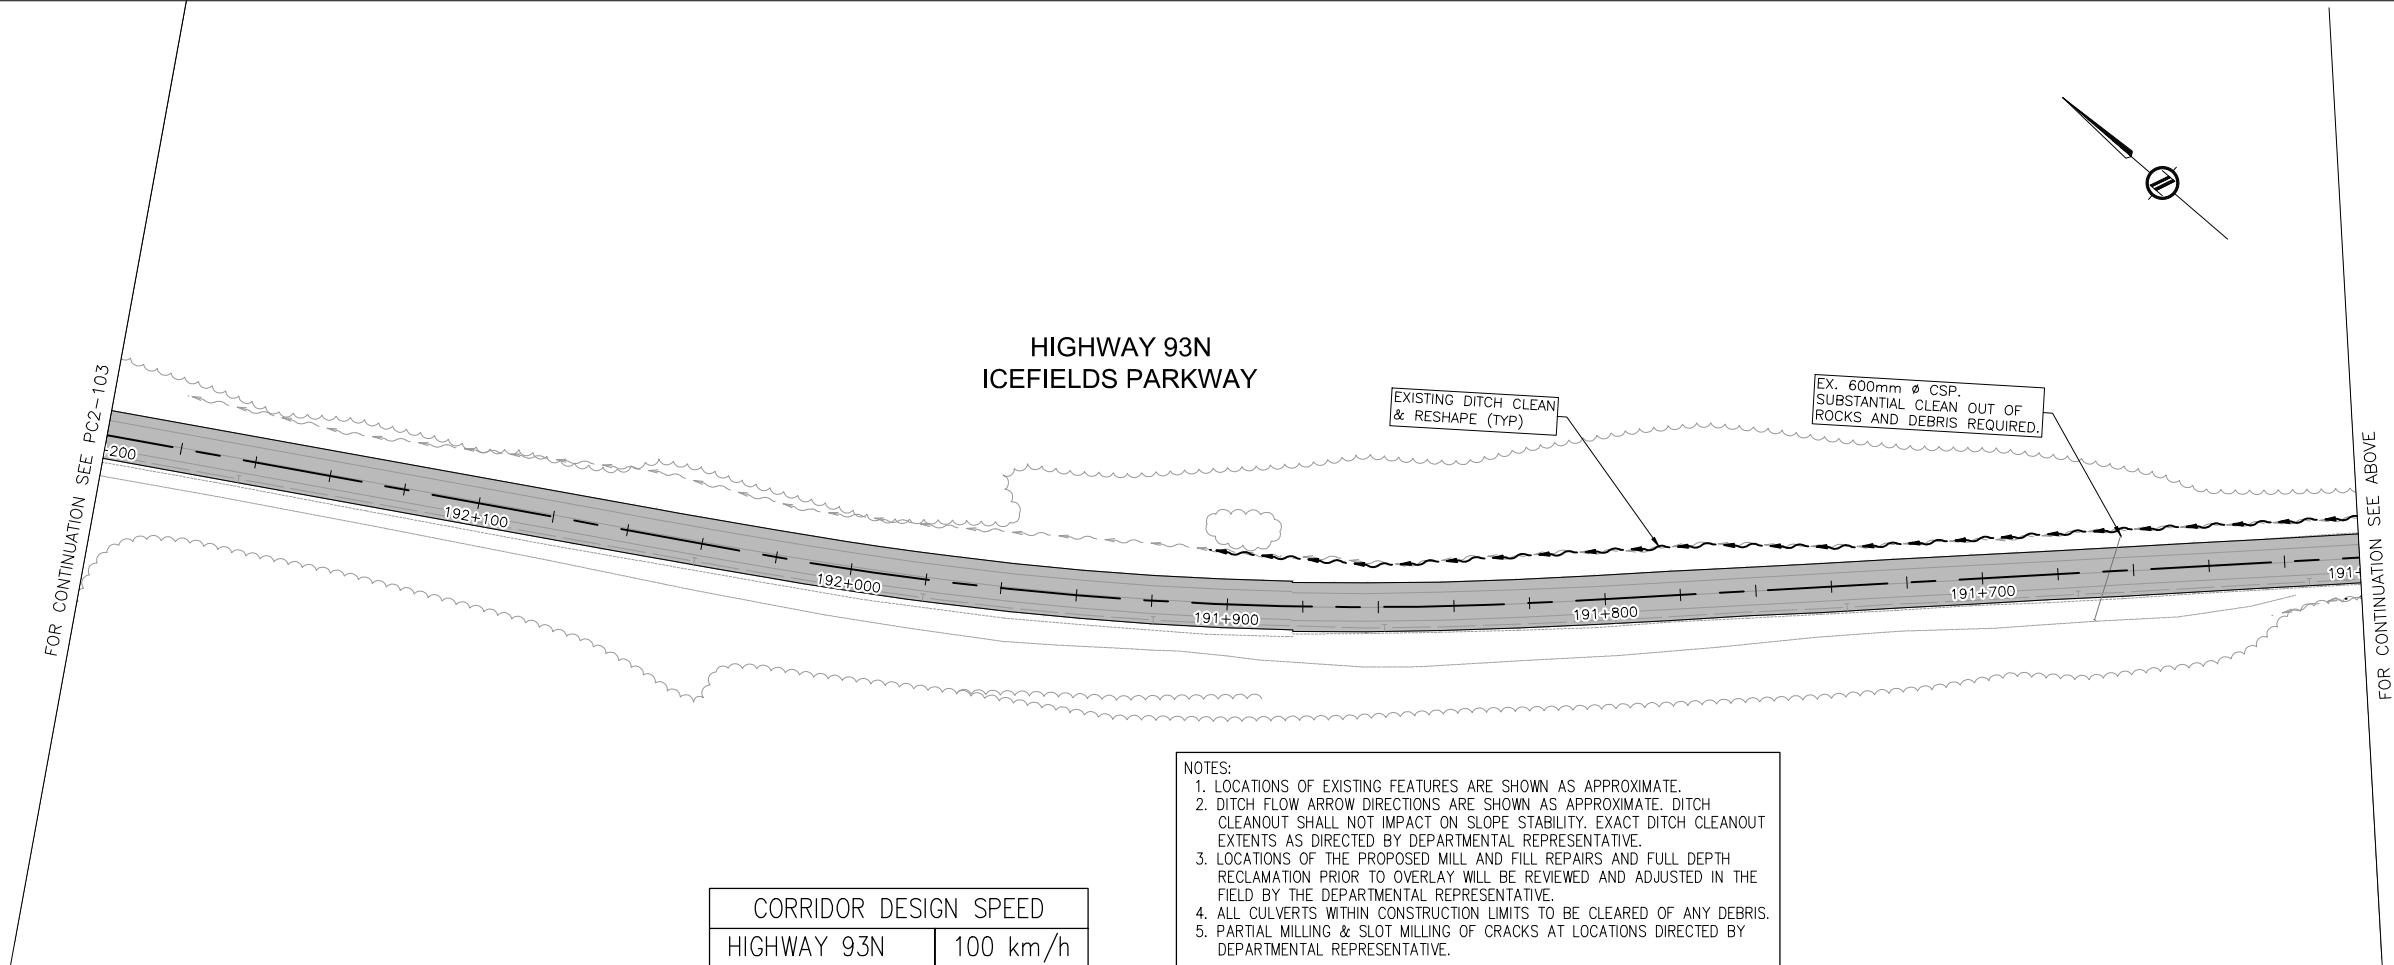 HIGHWAY 93N
ICEFIELDS PARKWAY
EXISTING DITCH CLEAN
& RESHAPE (TYP)
EX. 600mm ø CSP.
SUBSTANTIAL CLEAN OUT OF
ROCKS AND DEBRIS REQUIRED.
FOR CONTINUATION SEE PC2-103
-200
192+100
192+000
191+900
191+800
191+700
191+
FOR CONTINUATION SEE ABOVE
NOTES:
1. LOCATIONS OF EXISTING FEATURES ARE SHOWN AS APPROXIMATE.
2. DITCH FLOW ARROW DIRECTIONS ARE SHOWN AS APPROXIMATE. DITCH
CLEANOUT SHALL NOT IMPACT ON SLOPE STABILITY. EXACT DITCH CLEANOUT
EXTENTS AS DIRECTED BY DEPARTMENTAL REPRESENTATIVE.
3. LOCATIONS OF THE PROPOSED MILL AND FILL REPAIRS AND FULL DEPTH
RECLAMATION PRIOR TO OVERLAY WILL BE REVIEWED AND ADJUSTED IN THE
FIELD BY THE DEPARTMENTAL REPRESENTATIVE.
4. ALL CULVERTS WITHIN CONSTRUCTION LIMITS TO BE CLEARED OF ANY DEBRIS.
5. PARTIAL MILLING & SLOT MILLING OF CRACKS AT LOCATIONS DIRECTED BY
DEPARTMENTAL REPRESENTATIVE.
CORRIDOR DESIGN SPEED
HIGHWAY 93N 100 km/h